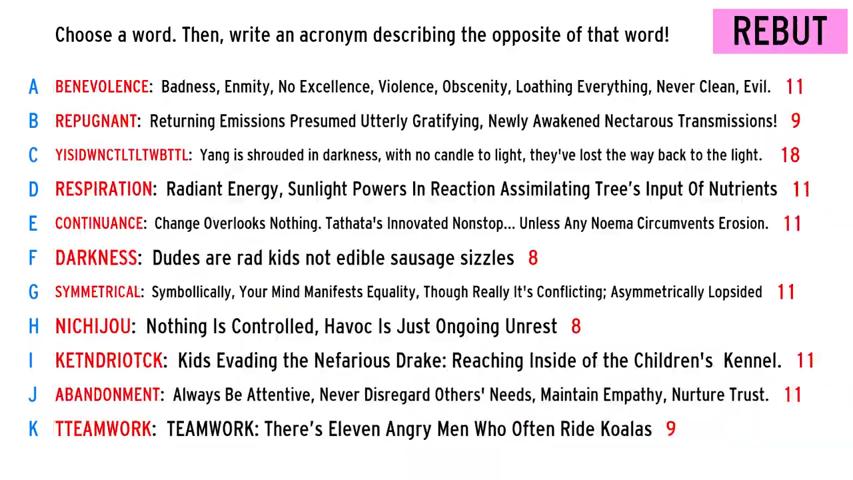 Choose a word. Then, write an acronym describing the opposite of that word!
REBUT
A BENEVOLENCE: Badness, Enmity, No Excellence, Violence, Obscenity, Loathing Everything, Never Clean, Evil. 11
B REPUGNANT: Returning Emissions Presumed Utterly Gratifying, Newly Awakened Nectarous Transmissions! 9
C YISIDWNCTLTLTWBTTL: Yang is shrouded in darkness, with no candle to light, they've lost the way back to the light. 18
D RESPIRATION: Radiant Energy, Sunlight Powers In Reaction Assimilating Tree's Input Of Nutrients 11
E CONTINUANCE: Change Overlooks Nothing. Tathata's Innovated Nonstop... Unless Any Noema Circumvents Erosion. 11
F DARKNESS: Dudes are rad kids not edible sausage sizzles 8
G SYMMETRICAL: Symbollically, Your Mind Manifests Equality, Though Really It's Conflicting; Asymmetrically Lopsided 11
H NICHIJOU: Nothing Is Controlled, Havoc Is Just Ongoing Unrest 8
I KETNDRIOTCK: Kids Evading the Nefarious Drake: Reaching Inside of the Children's Kennel. 11
J ABANDONMENT: Always Be Attentive, Never Disregard Others' Needs, Maintain Empathy, Nurture Trust. 11
K TTEAMWORK: TEAMWORK: There's Eleven Angry Men Who Often Ride Koalas 9